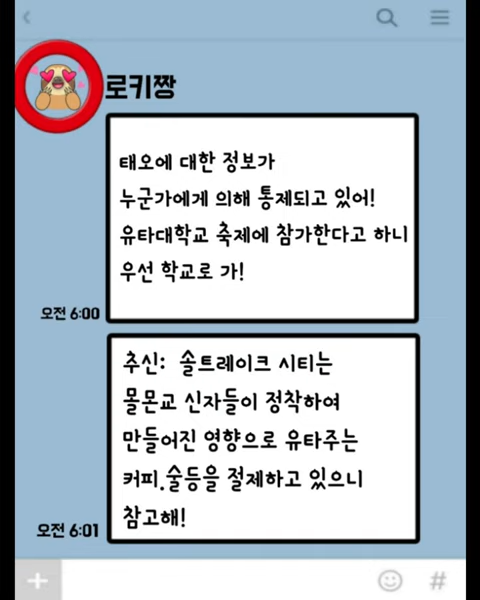 로키짱
태오에 대한 정보가
누군가에게 의해 통제되고 있어!
유타대학교 축제에 참가한다고 하니
우선 학교로 가!
오전 6:00
추신: 솔트레이크 시티는
몰몬교 신자들이 정착하여
만들어진 영향으로 유타주는
커피.술등을 절제하고 있으니
참고해!
오전 6:01
#